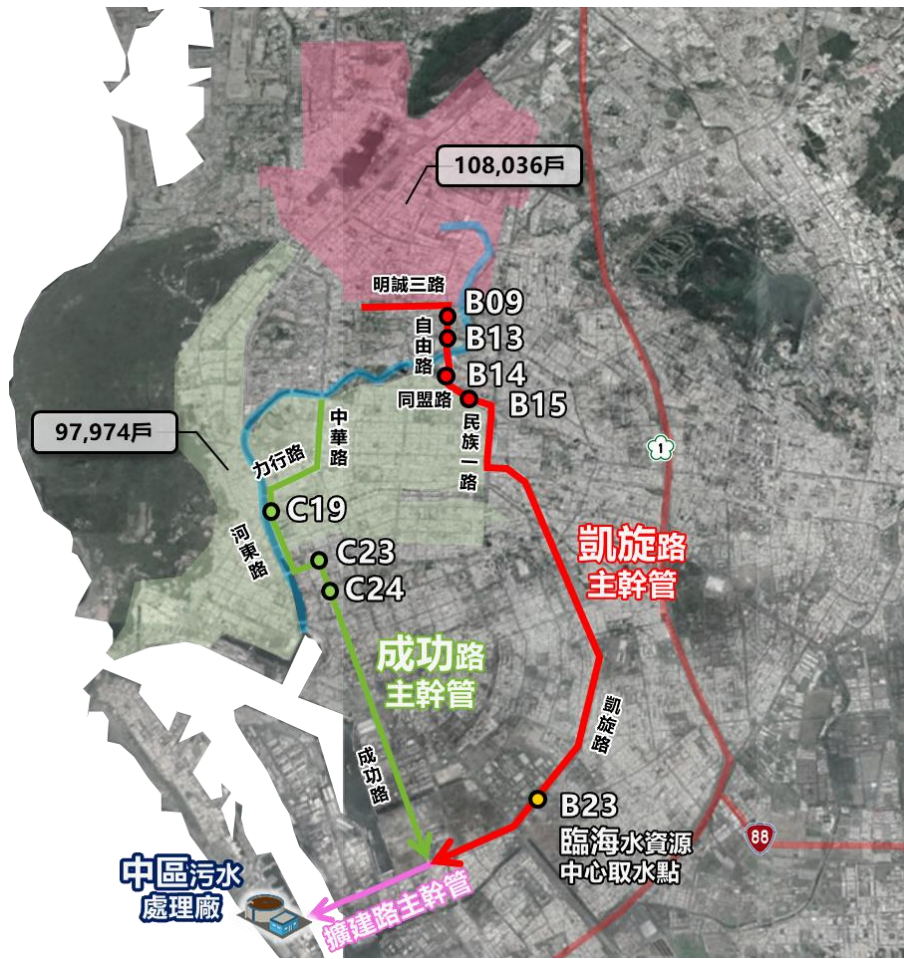 108,036戶
明誠三路
B09
自由路
B13
B14
同盟路
B15
民族一路
97,974戶
中華路
力行路
1
C19
河東路
C23
C24
凱旋路
主幹管
成功路
主幹管
凱旋路
成功路
B23
臨海水資源
中心取水點
88
中區污水
處理廠
擴建路主幹管